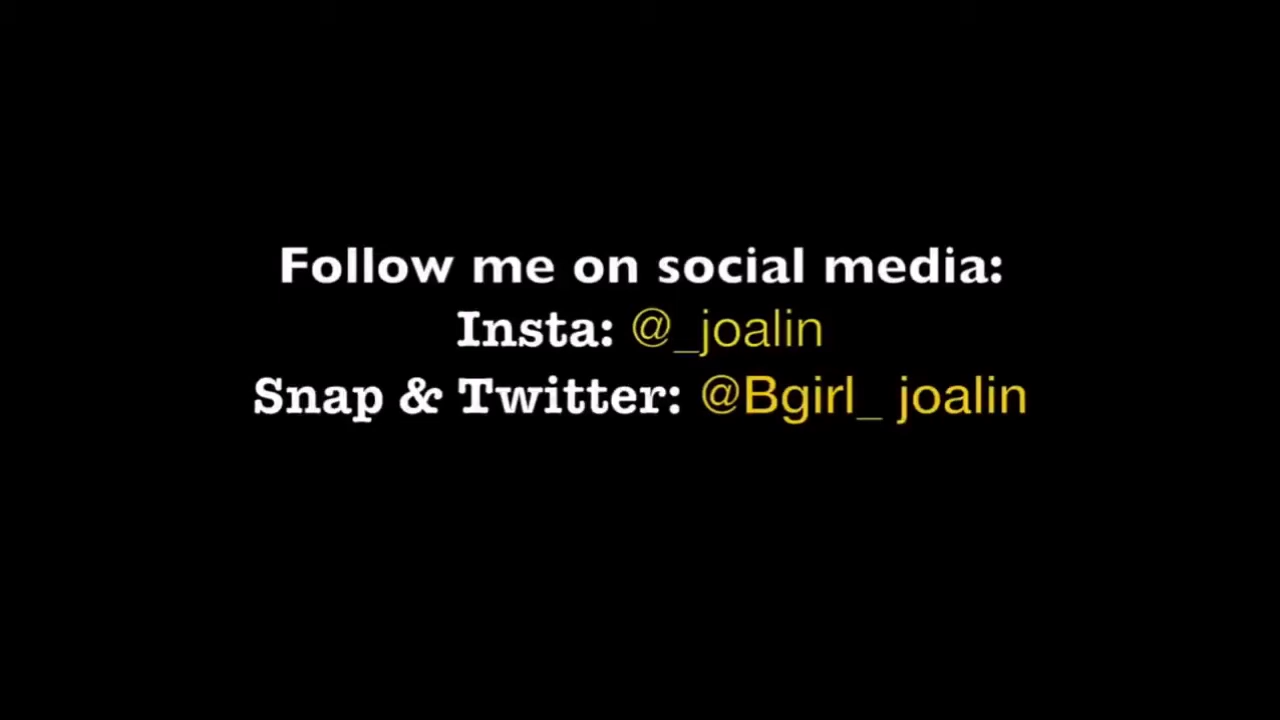 Follow me on social media:
Insta: @_joalin
Snap & Twitter: @Bgirl_ joalin